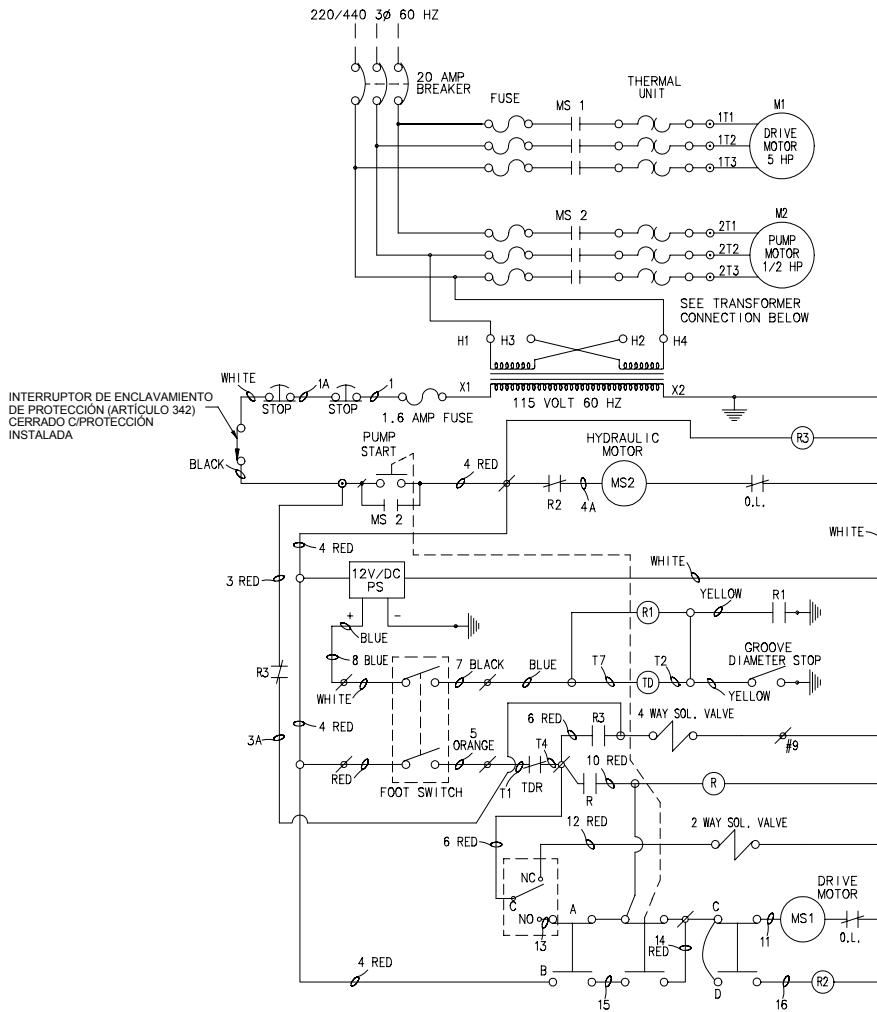 220/440 3ø 60 HZ
20 AMP
BREAKER
FUSE
MS 1
THERMAL
UNIT
M1
1T1
1T2
1T3
DRIVE
MOTOR
5 HP
MS 2
M2
2T1
2T2
2T3
PUMP
MOTOR
1/2 HP
SEE TRANSFORMER
CONNECTION BELOW
H1
H3
H2
H4
X1
X2
115 VOLT 60 HZ
WHITE
1A
1
STOP
STOP
1.6 AMP FUSE
INTERRUPTOR DE ENCLAVAMIENTO
DE PROTECCIÓN (ARTÍCULO 342)
CERRADO C/PROTECCIÓN
INSTALADA
BLACK
PUMP
START
MS 2
4 RED
HYDRAULIC
MOTOR
R3
R2
4A
MS2
O.L.
WHITE
4 RED
3 RED
12V/DC
PS
WHITE
+
-
BLUE
8 BLUE
R1
YELLOW
R1
R3
WHITE
7 BLACK
BLUE
T7
TD
T2
YELLOW
GROOVE
DIAMETER STOP
4 RED
3A
6 RED
R3
4 WAY SOL. VALVE
#9
RED
5
ORANGE
FOOT SWITCH
T1
T4
TDR
10 RED
R
R
12 RED
2 WAY SOL. VALVE
6 RED
NC
C
NO
13
A
14
RED
C
11
DRIVE
MOTOR
MS1
O.L.
4 RED
B
15
D
16
R2